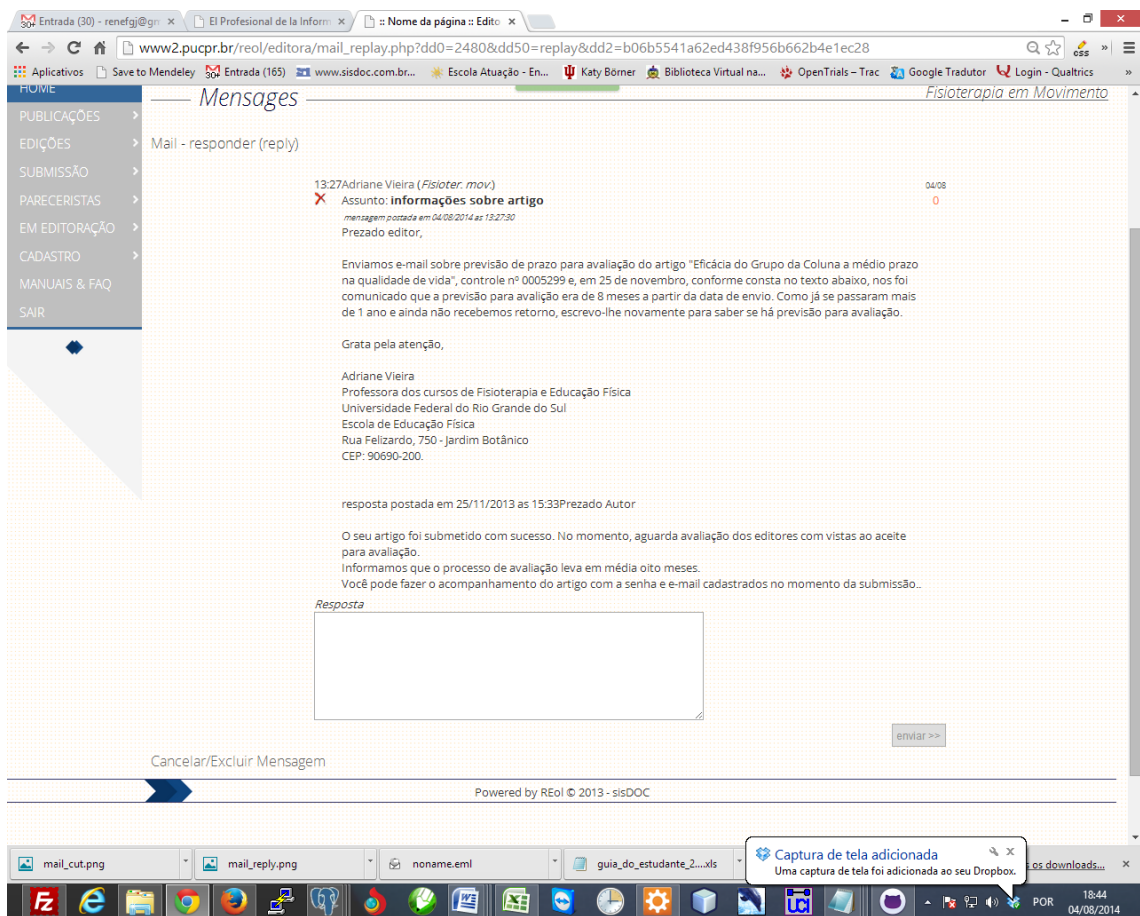 Entrada (30) - renefgj@gn
El Profesional de la Inform
:: Nome da página :: Edito
www2.pucpr.br/reol/editora/mail_replay.php?dd0=2480&dd50=replay&dd2=b06b5541a62ed438f956b662b4e1ec28
Aplicativos Save to Mendeley Entrada (165) www.sisdoc.com.br... Escola Atuação - En... Katy Börner Biblioteca Virtual na... OpenTrials – Trac Google Tradutor Login - Qualtrics »
HOME
PUBLICAÇÕES
EDIÇÕES
SUBMISSÃO
PARECERISTAS
EM EDITORAÇÃO
CADASTRO
MANUAIS & FAQ
SAIR
Mensages
Fisioterapia em Movimento
Mail - responder (reply)
13:27Adriane Vieira (Fisioter. mov.) 04/08
Assunto: informações sobre artigo 0
mensagem postada em 04/08/2014 as 13:27:30
Prezado editor,
Enviamos e-mail sobre previsão de prazo para avaliação do artigo "Eficácia do Grupo da Coluna a médio prazo
na qualidade de vida", controle nº 0005299 e, em 25 de novembro, conforme consta no texto abaixo, nos foi
comunicado que a previsão para avalição era de 8 meses a partir da data de envio. Como já se passaram mais
de 1 ano e ainda não recebemos retorno, escrevo-lhe novamente para saber se há previsão para avaliação.
Grata pela atenção,
Adriane Vieira
Professora dos cursos de Fisioterapia e Educação Física
Universidade Federal do Rio Grande do Sul
Escola de Educação Física
Rua Felizardo, 750 - Jardim Botânico
CEP: 90690-200.
resposta postada em 25/11/2013 as 15:33Prezado Autor
O seu artigo foi submetido com sucesso. No momento, aguarda avaliação dos editores com vistas ao aceite
para avaliação.
Informamos que o processo de avaliação leva em média oito meses.
Você pode fazer o acompanhamento do artigo com a senha e e-mail cadastrados no momento da submissão..
Resposta
enviar >>
Cancelar/Excluir Mensagem
Powered by REol © 2013 - sisDOC
mail_cut.png mail_reply.png noname.eml guia_do_estudante_2....xls
s os downloads...
Captura de tela adicionada
Uma captura de tela foi adicionada ao seu Dropbox.
POR
18:44
04/08/2014